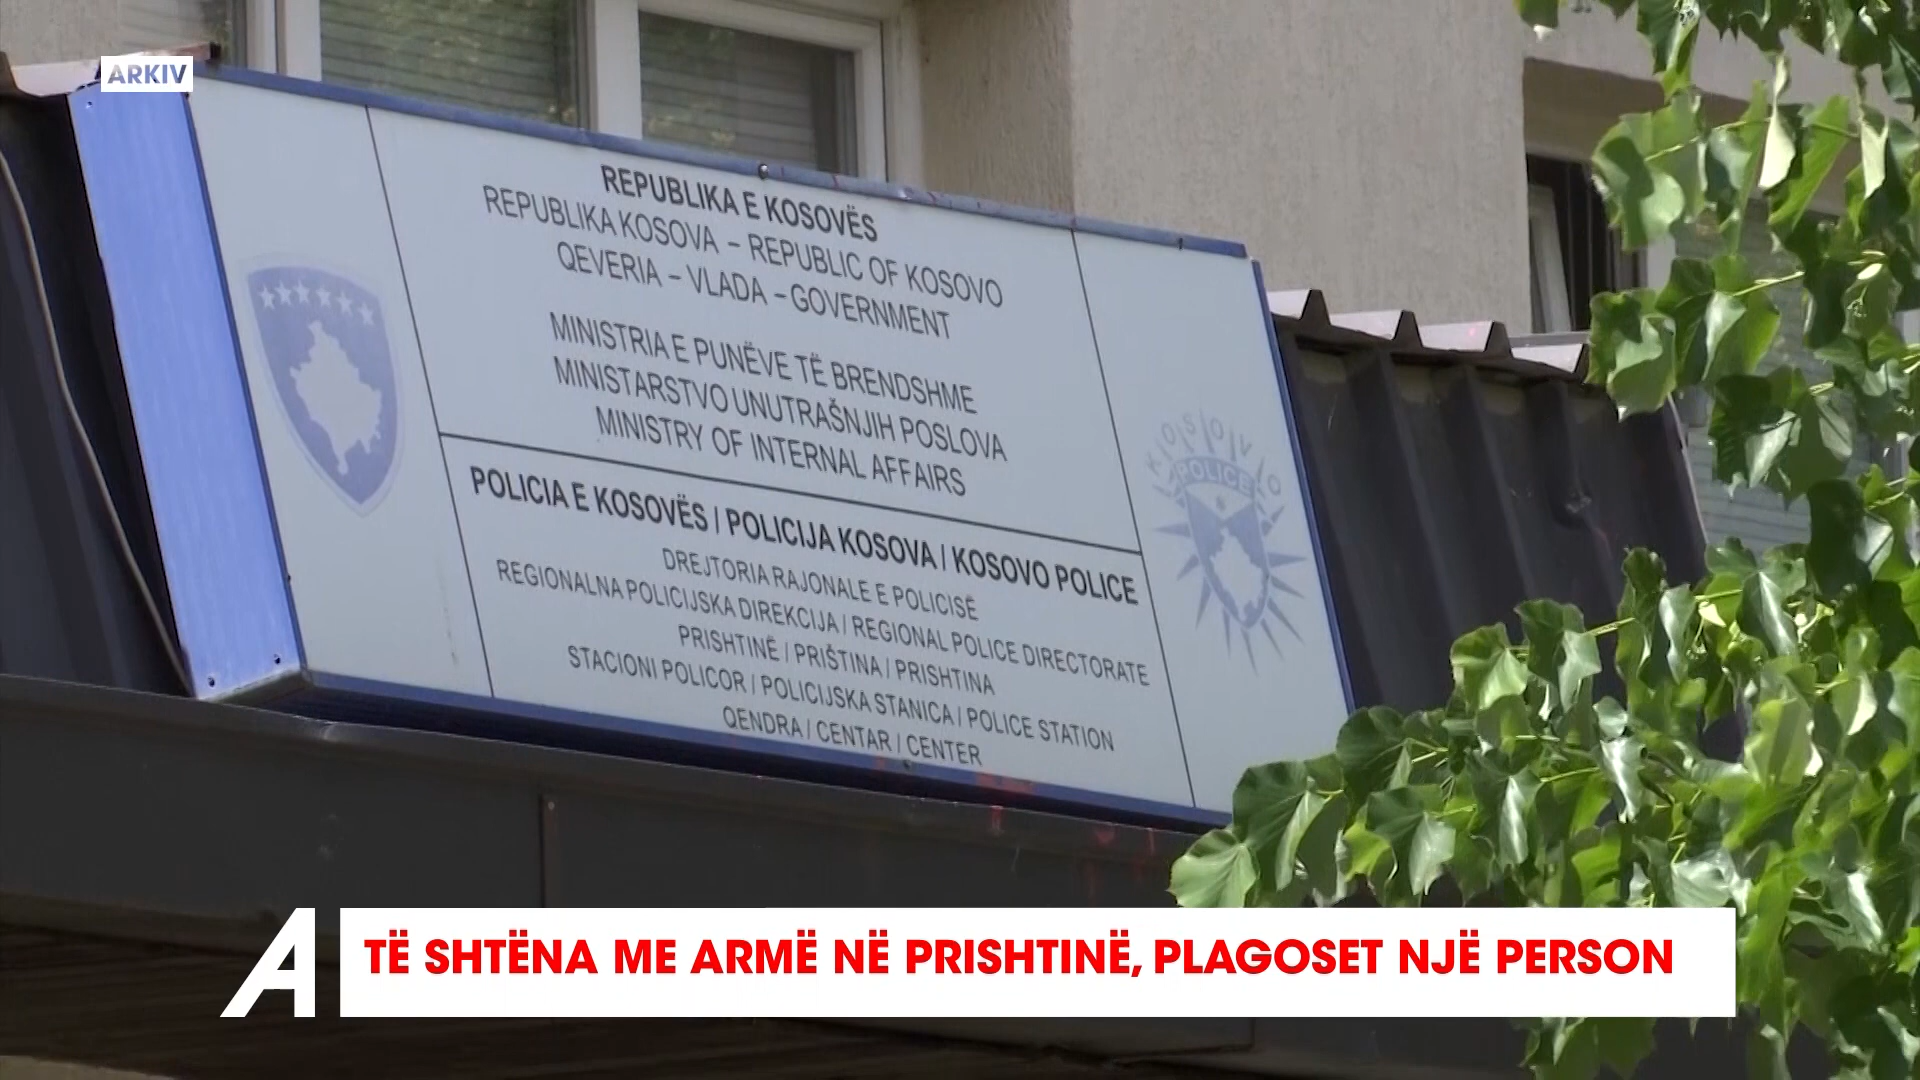 ARKIV
REPUBLIKA E KOSOVËS
REPUBLIKA KOSOVA – REPUBLIC OF KOSOVO
QEVERIA – VLADA – GOVERNMENT
MINISTRIA E PUNËVE TË BRENDSHME
MINISTARSTVO UNUTRAŠNJIH POSLOVA
MINISTRY OF INTERNAL AFFAIRS
POLICIA E KOSOVËS / POLICIJA KOSOVA / KOSOVO POLICE
DREJTORIA RAJONALE E POLICISË
REGIONALNA POLICIJSKA DIREKCIJA / REGIONAL POLICE DIRECTORATE
PRISHTINË / PRIŠTINA / PRISHTINA
STACIONI POLICOR / POLICIJSKA STANICA / POLICE STATION
QENDRA / CENTAR / CENTER
KOSOVO
POLICE
A
TË SHTËNA ME ARMË NË PRISHTINË, PLAGOSET NJË PERSON